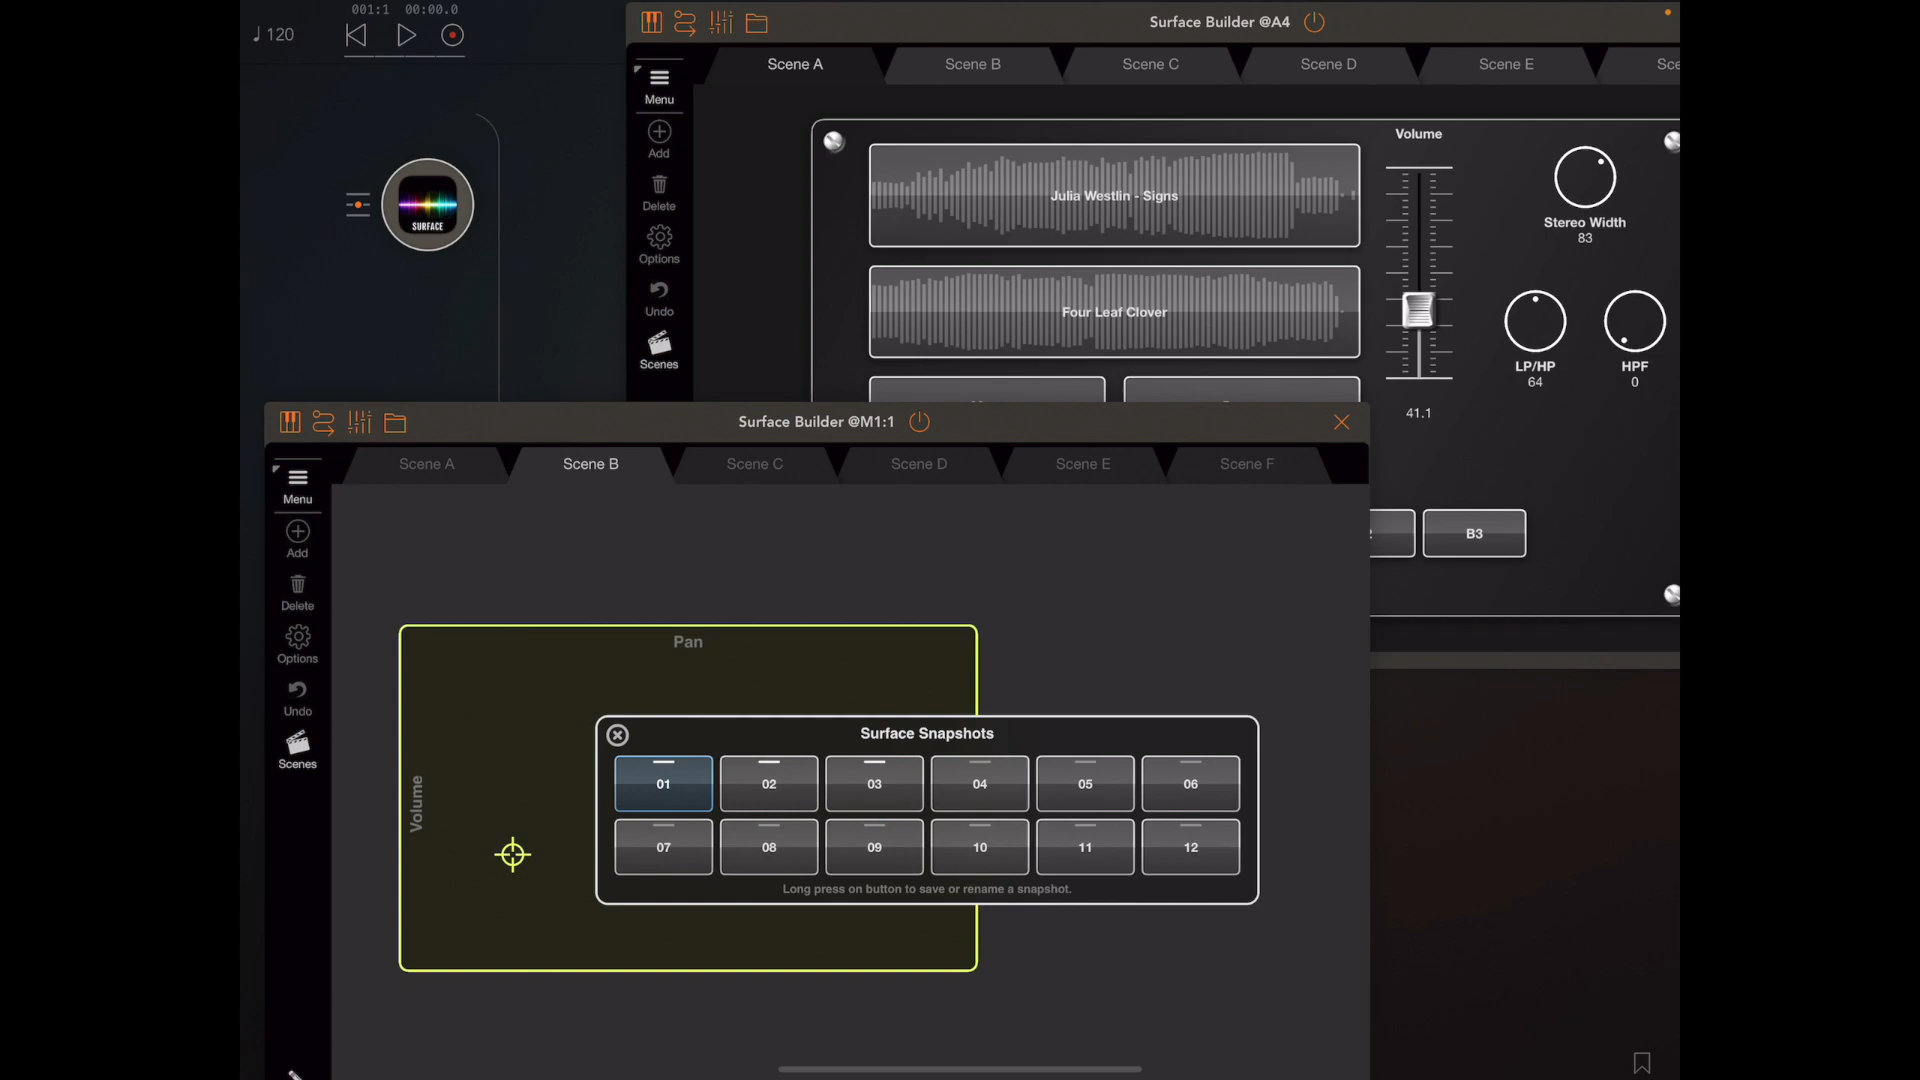 001:1 00:00.0
♩120
Surface Builder @A4
Scene A Scene B Scene C Scene D Scene E Sce
Menu
Add
Delete
Options
Undo
Scenes
SURFACE
Julia Westlin - Signs
Four Leaf Clover
Volume
41.1
Stereo Width
83
LP/HP
64
HPF
0
B3
Surface Builder @M1:1
Scene A Scene B Scene C Scene D Scene E Scene F
Menu
Add
Delete
Options
Undo
Scenes
Pan
Volume
Surface Snapshots
01 02 03 04 05 06
07 08 09 10 11 12
Long press on button to save or rename a snapshot.